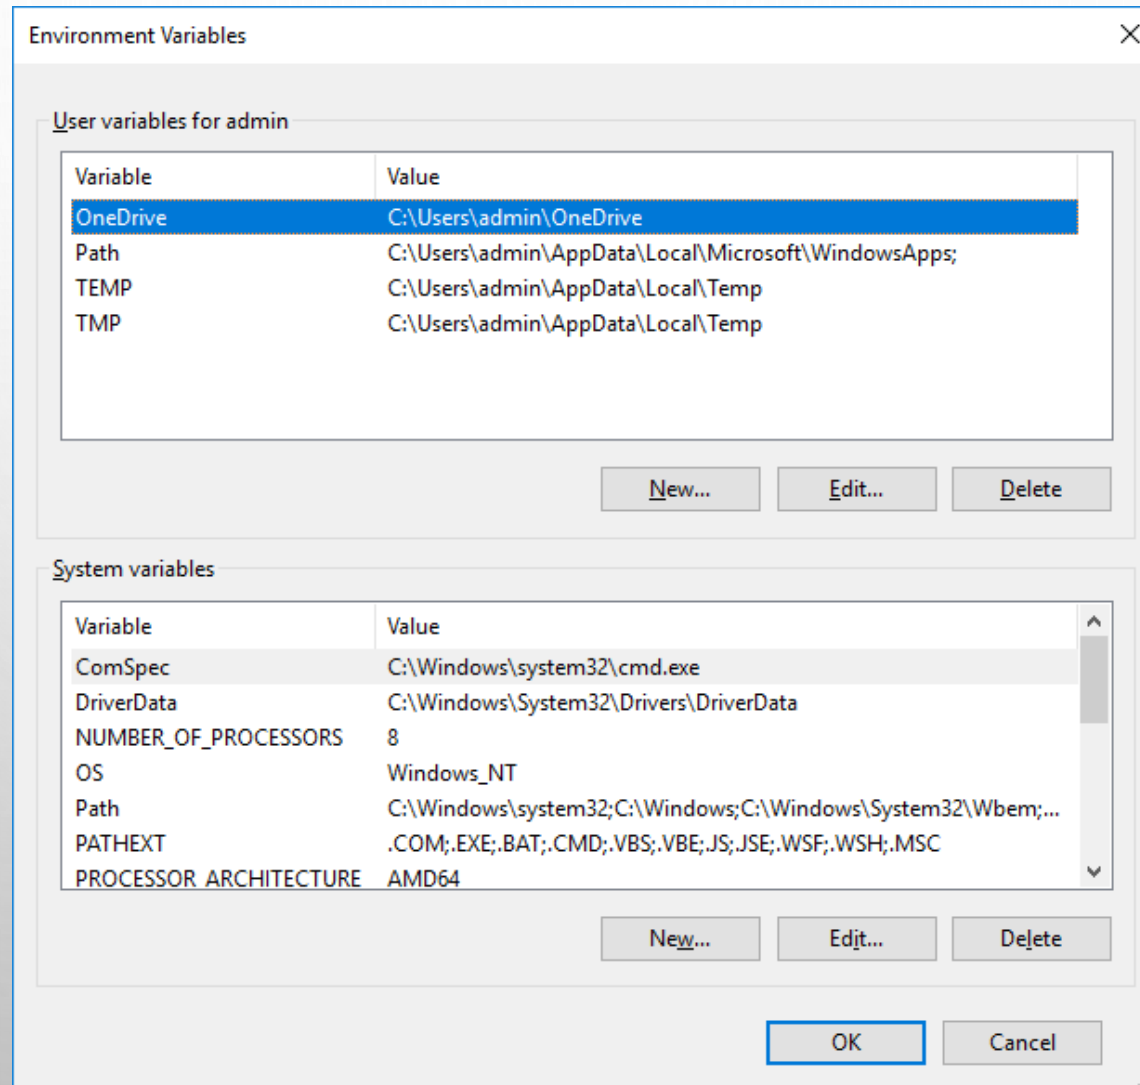 Environment Variables
User variables for admin
Variable Value
OneDrive C:\Users\admin\OneDrive
Path C:\Users\admin\AppData\Local\Microsoft\WindowsApps;
TEMP C:\Users\admin\AppData\Local\Temp
TMP C:\Users\admin\AppData\Local\Temp
New... Edit... Delete
System variables
Variable Value
ComSpec C:\Windows\system32\cmd.exe
DriverData C:\Windows\System32\Drivers\DriverData
NUMBER_OF_PROCESSORS 8
OS Windows_NT
Path C:\Windows\system32;C:\Windows;C:\Windows\System32\Wbem;...
PATHEXT .COM;.EXE;.BAT;.CMD;.VBS;.VBE;.JS;.JSE;.WSF;.WSH;.MSC
PROCESSOR_ARCHITECTURE AMD64
New... Edit... Delete
OK Cancel